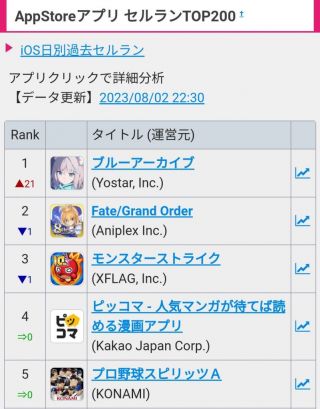 AppStoreアプリ セルランTOP200 ↥
▶ iOS日別過去セルラン
アプリクリックで詳細分析
【データ更新】2023/08/02 22:30
Rank タイトル (運営元)
1 ブルーアーカイブ
▲21 (Yostar, Inc.)
2 Fate/Grand Order
▼1 (Aniplex Inc.)
3 モンスターストライク
▼1 (XFLAG, Inc.)
ピッコマ - 人気マンガが待てば読
4 ピッコマ める漫画アプリ
⇒0 (Kakao Japan Corp.)
5 プロ野球スピリッツＡ
⇒0 KONAMI (KONAMI)